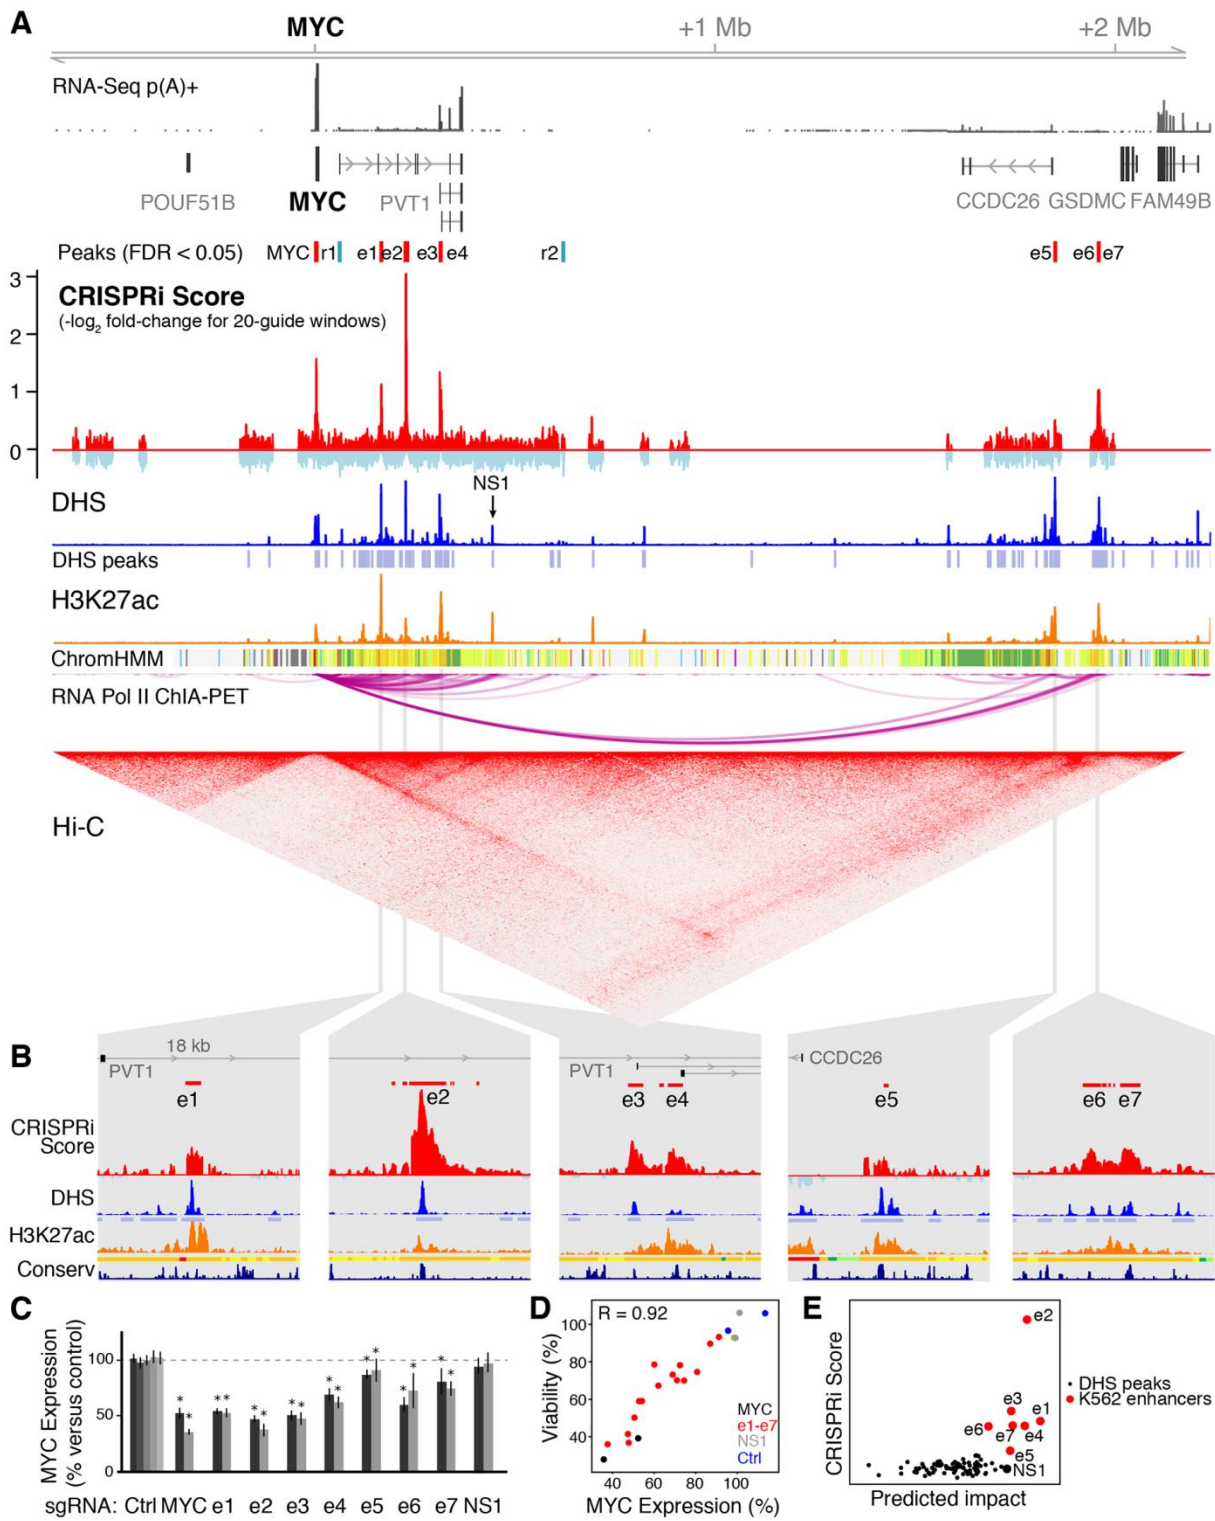 A
MYC +1 Mb +2 Mb
RNA-Seq p(A)+
POUF51B MYC PVT1 CCDC26 GSDMC FAM49B
Peaks (FDR < 0.05) MYC r1 e1 e2 e3 e4 r2 e5 e6 e7
3
CRISPRi Score
(-log2 fold-change for 20-guide windows)
2
1
0
NS1
DHS
DHS peaks
H3K27ac
ChromHMM
RNA Pol II ChIA-PET
Hi-C
B
18 kb
PVT1 PVT1 CCDC26
e1 e2 e3 e4 e5 e6 e7
CRISPRi
Score
DHS
H3K27ac
Conserv
C
MYC Expression
(% versus control)
100
50
0
* * * * * * * * * * * * * * * *
sgRNA: Ctrl MYC e1 e2 e3 e4 e5 e6 e7 NS1
D
R = 0.92
Viability (%)
100
80
60
40
MYC
e1-e7
NS1
Ctrl
40 60 80 100
MYC Expression (%)
E
CRISPRi Score
e2
DHS peaks
K562 enhancers
e3 e1
e6 e7 e4
e5
NS1
Predicted impact